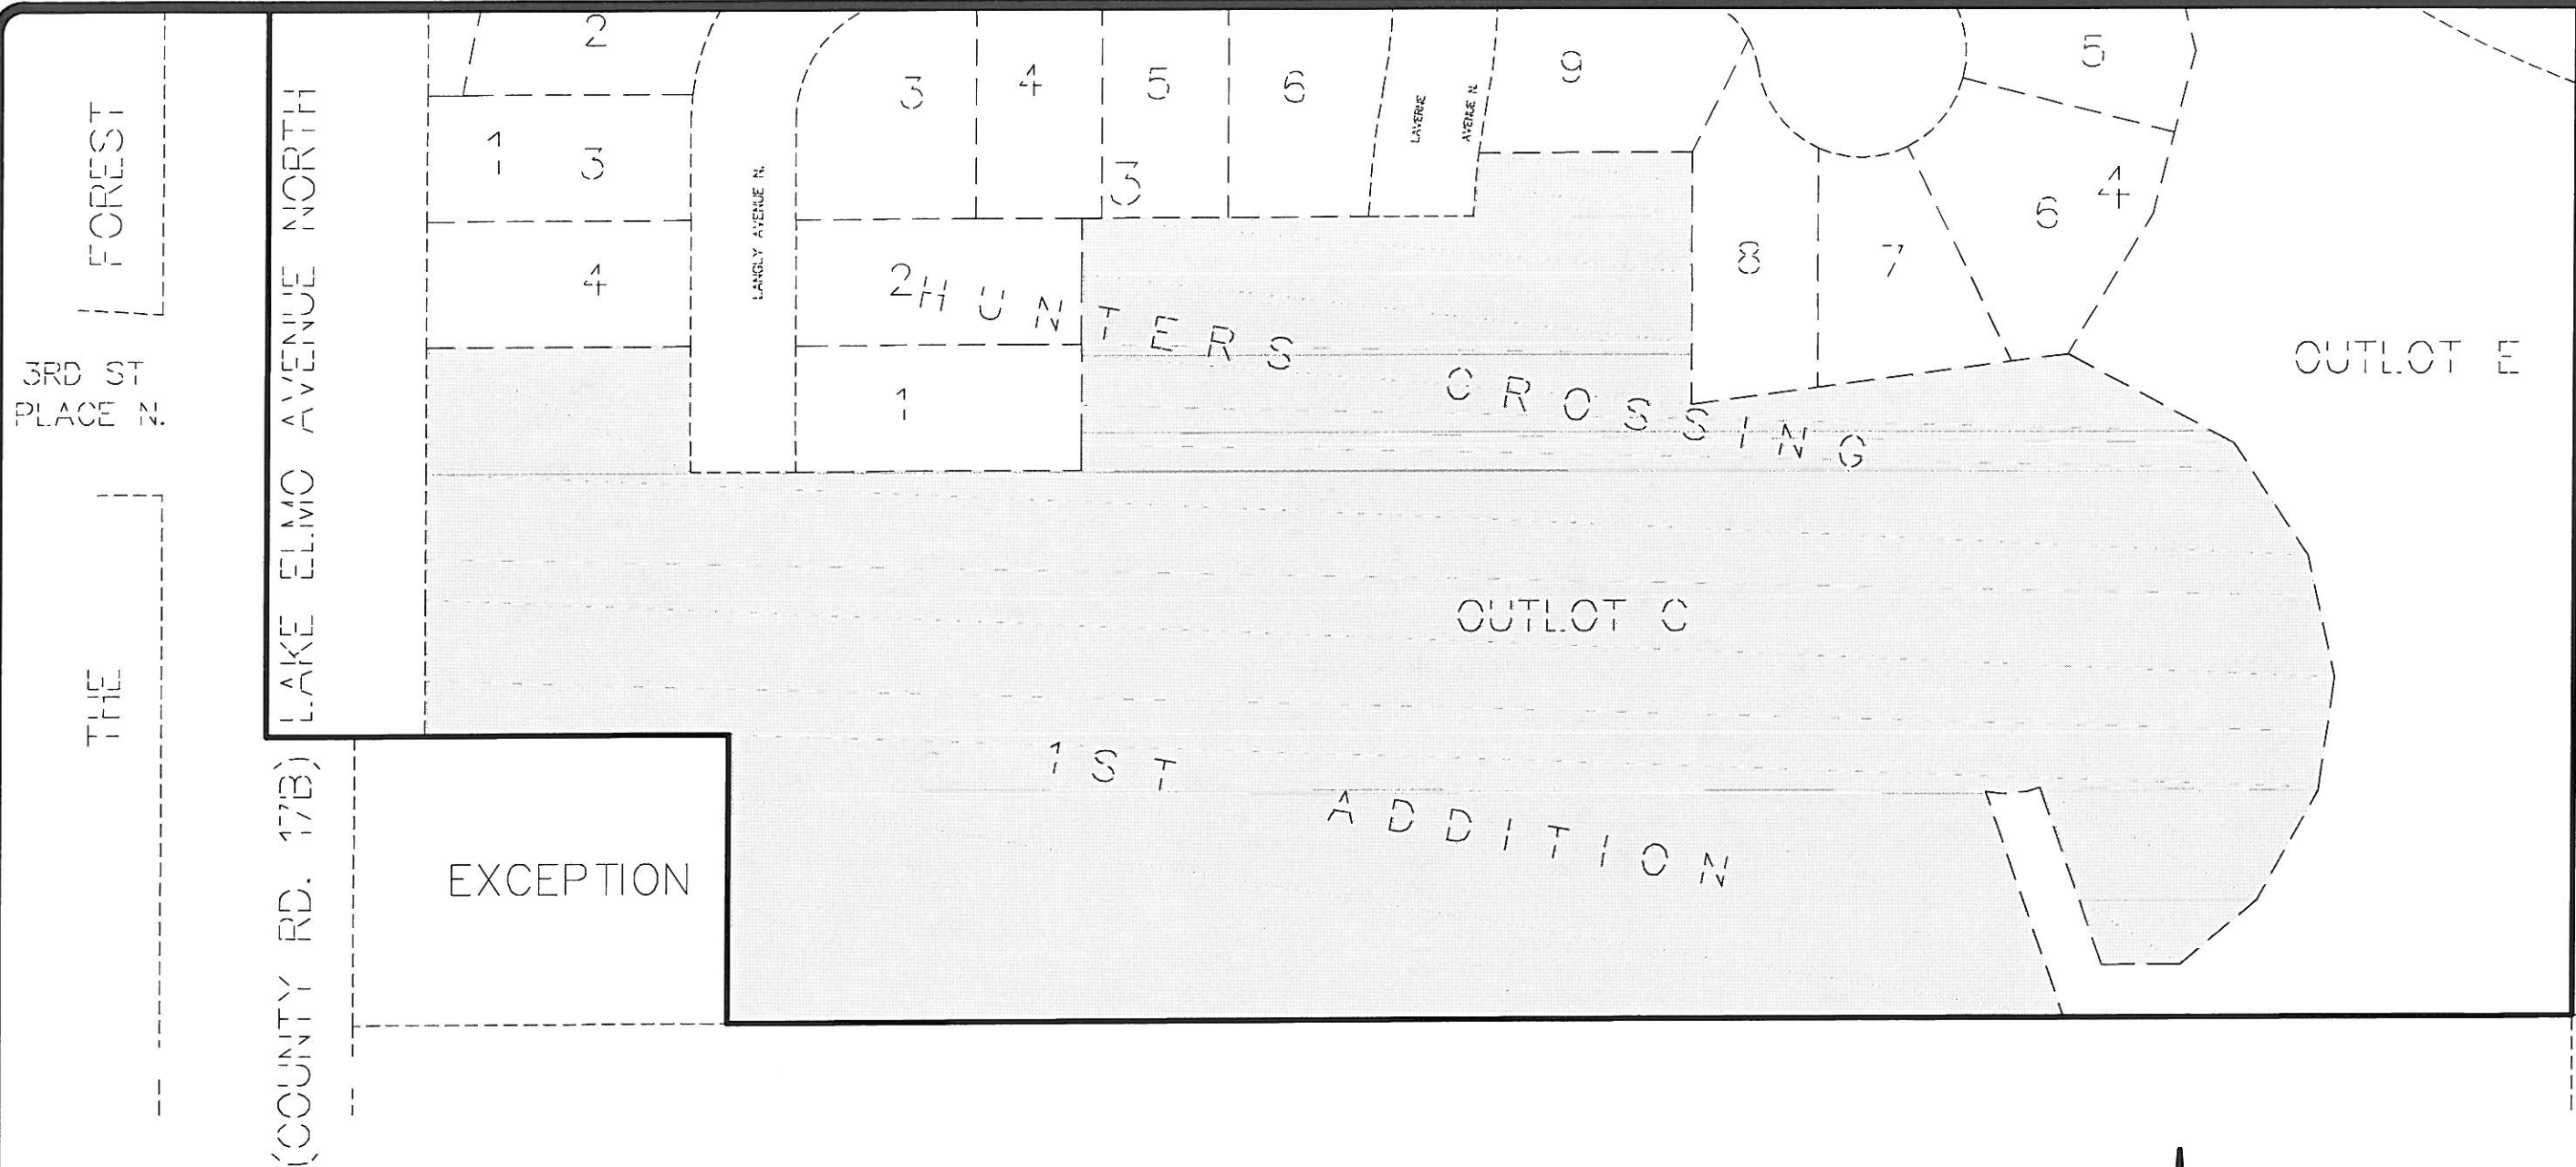 2
3
4
5
6
LAVERNE
AVENUE N.
9
5
FOREST
LAKE ELMO AVENUE NORTH
1
3
LANGLY AVENUE N.
3
4
6
4
2
8
7
HUNTERS CROSSING
3RD ST
PLACE N.
1
OUTLOT E
OUTLOT C
THE
1ST ADDITION
(COUNTY RD. 17B)
EXCEPTION